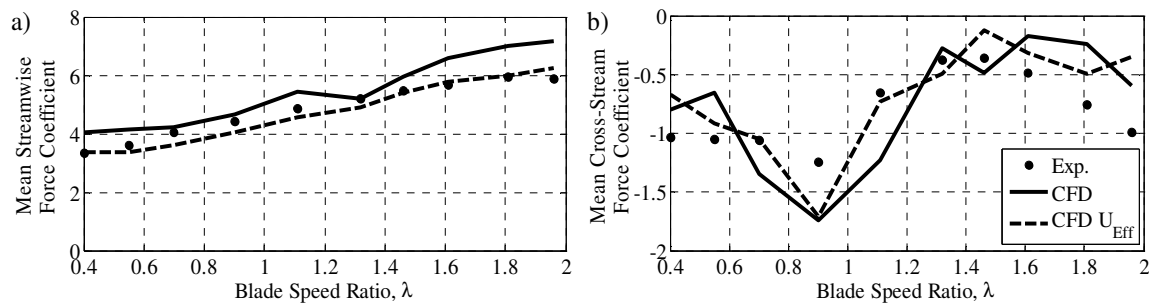 a)
8
6
4
2
0
Mean Streamwise
Force Coefficient
0.4 0.6 0.8 1 1.2 1.4 1.6 1.8 2
Blade Speed Ratio, λ
b)
-0
-0.5
-1
-1.5
-2
Mean Cross-Stream
Force Coefficient
0.4 0.6 0.8 1 1.2 1.4 1.6 1.8 2
Blade Speed Ratio, λ
Exp.
CFD
CFD U_Eff